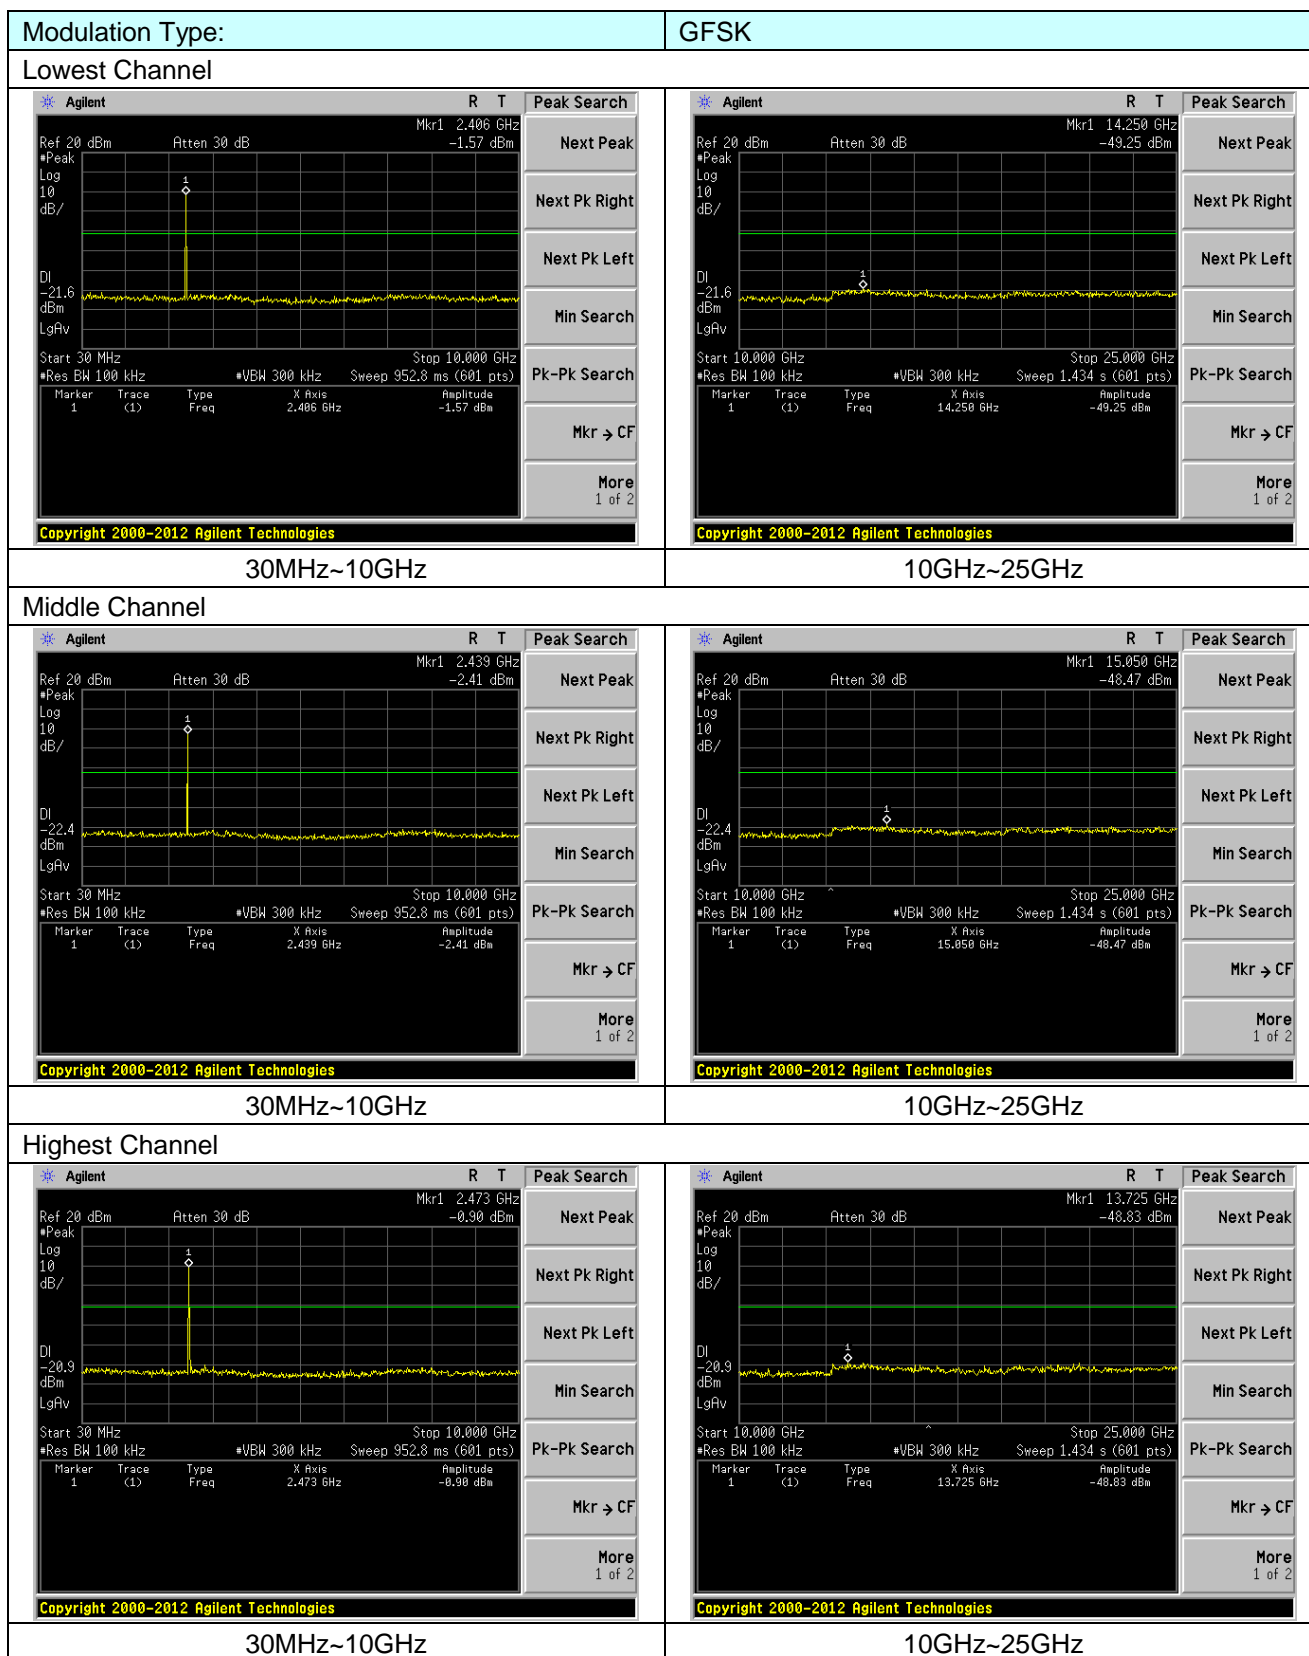 Modulation Type: GFSK
Lowest Channel
Agilent R T Peak Search
Mkr1 2.406 GHz
Ref 20 dBm Atten 30 dB -1.57 dBm
#Peak
Log
10
dB/
1
DI
-21.6
dBm
LgAv
Start 30 MHz Stop 10.000 GHz
#Res BW 100 kHz #VBW 300 kHz Sweep 952.8 ms (601 pts)
Marker Trace Type X Axis Amplitude
1 (1) Freq 2.406 GHz -1.57 dBm
Next Peak
Next Pk Right
Next Pk Left
Min Search
Pk-Pk Search
Mkr → CF
More
1 of 2
Copyright 2000-2012 Agilent Technologies
Agilent R T Peak Search
Mkr1 14.250 GHz
Ref 20 dBm Atten 30 dB -49.25 dBm
#Peak
Log
10
dB/
1
DI
-21.6
dBm
LgAv
Start 10.000 GHz Stop 25.000 GHz
#Res BW 100 kHz #VBW 300 kHz Sweep 1.434 s (601 pts)
Marker Trace Type X Axis Amplitude
1 (1) Freq 14.250 GHz -49.25 dBm
Next Peak
Next Pk Right
Next Pk Left
Min Search
Pk-Pk Search
Mkr → CF
More
1 of 2
Copyright 2000-2012 Agilent Technologies
30MHz~10GHz 10GHz~25GHz
Middle Channel
Agilent R T Peak Search
Mkr1 2.439 GHz
Ref 20 dBm Atten 30 dB -2.41 dBm
#Peak
Log
10
dB/
1
DI
-22.4
dBm
LgAv
Start 30 MHz Stop 10.000 GHz
#Res BW 100 kHz #VBW 300 kHz Sweep 952.8 ms (601 pts)
Marker Trace Type X Axis Amplitude
1 (1) Freq 2.439 GHz -2.41 dBm
Next Peak
Next Pk Right
Next Pk Left
Min Search
Pk-Pk Search
Mkr → CF
More
1 of 2
Copyright 2000-2012 Agilent Technologies
Agilent R T Peak Search
Mkr1 15.050 GHz
Ref 20 dBm Atten 30 dB -48.47 dBm
#Peak
Log
10
dB/
1
DI
-22.4
dBm
LgAv
Start 10.000 GHz ^ Stop 25.000 GHz
#Res BW 100 kHz #VBW 300 kHz Sweep 1.434 s (601 pts)
Marker Trace Type X Axis Amplitude
1 (1) Freq 15.050 GHz -48.47 dBm
Next Peak
Next Pk Right
Next Pk Left
Min Search
Pk-Pk Search
Mkr → CF
More
1 of 2
Copyright 2000-2012 Agilent Technologies
30MHz~10GHz 10GHz~25GHz
Highest Channel
Agilent R T Peak Search
Mkr1 2.473 GHz
Ref 20 dBm Atten 30 dB -0.90 dBm
#Peak
Log
10
dB/
1
DI
-20.9
dBm
LgAv
Start 30 MHz Stop 10.000 GHz
#Res BW 100 kHz #VBW 300 kHz Sweep 952.8 ms (601 pts)
Marker Trace Type X Axis Amplitude
1 (1) Freq 2.473 GHz -0.90 dBm
Next Peak
Next Pk Right
Next Pk Left
Min Search
Pk-Pk Search
Mkr → CF
More
1 of 2
Copyright 2000-2012 Agilent Technologies
Agilent R T Peak Search
Mkr1 13.725 GHz
Ref 20 dBm Atten 30 dB -48.83 dBm
#Peak
Log
10
dB/
1
DI
-20.9
dBm
LgAv
Start 10.000 GHz ^ Stop 25.000 GHz
#Res BW 100 kHz #VBW 300 kHz Sweep 1.434 s (601 pts)
Marker Trace Type X Axis Amplitude
1 (1) Freq 13.725 GHz -48.83 dBm
Next Peak
Next Pk Right
Next Pk Left
Min Search
Pk-Pk Search
Mkr → CF
More
1 of 2
Copyright 2000-2012 Agilent Technologies
30MHz~10GHz 10GHz~25GHz